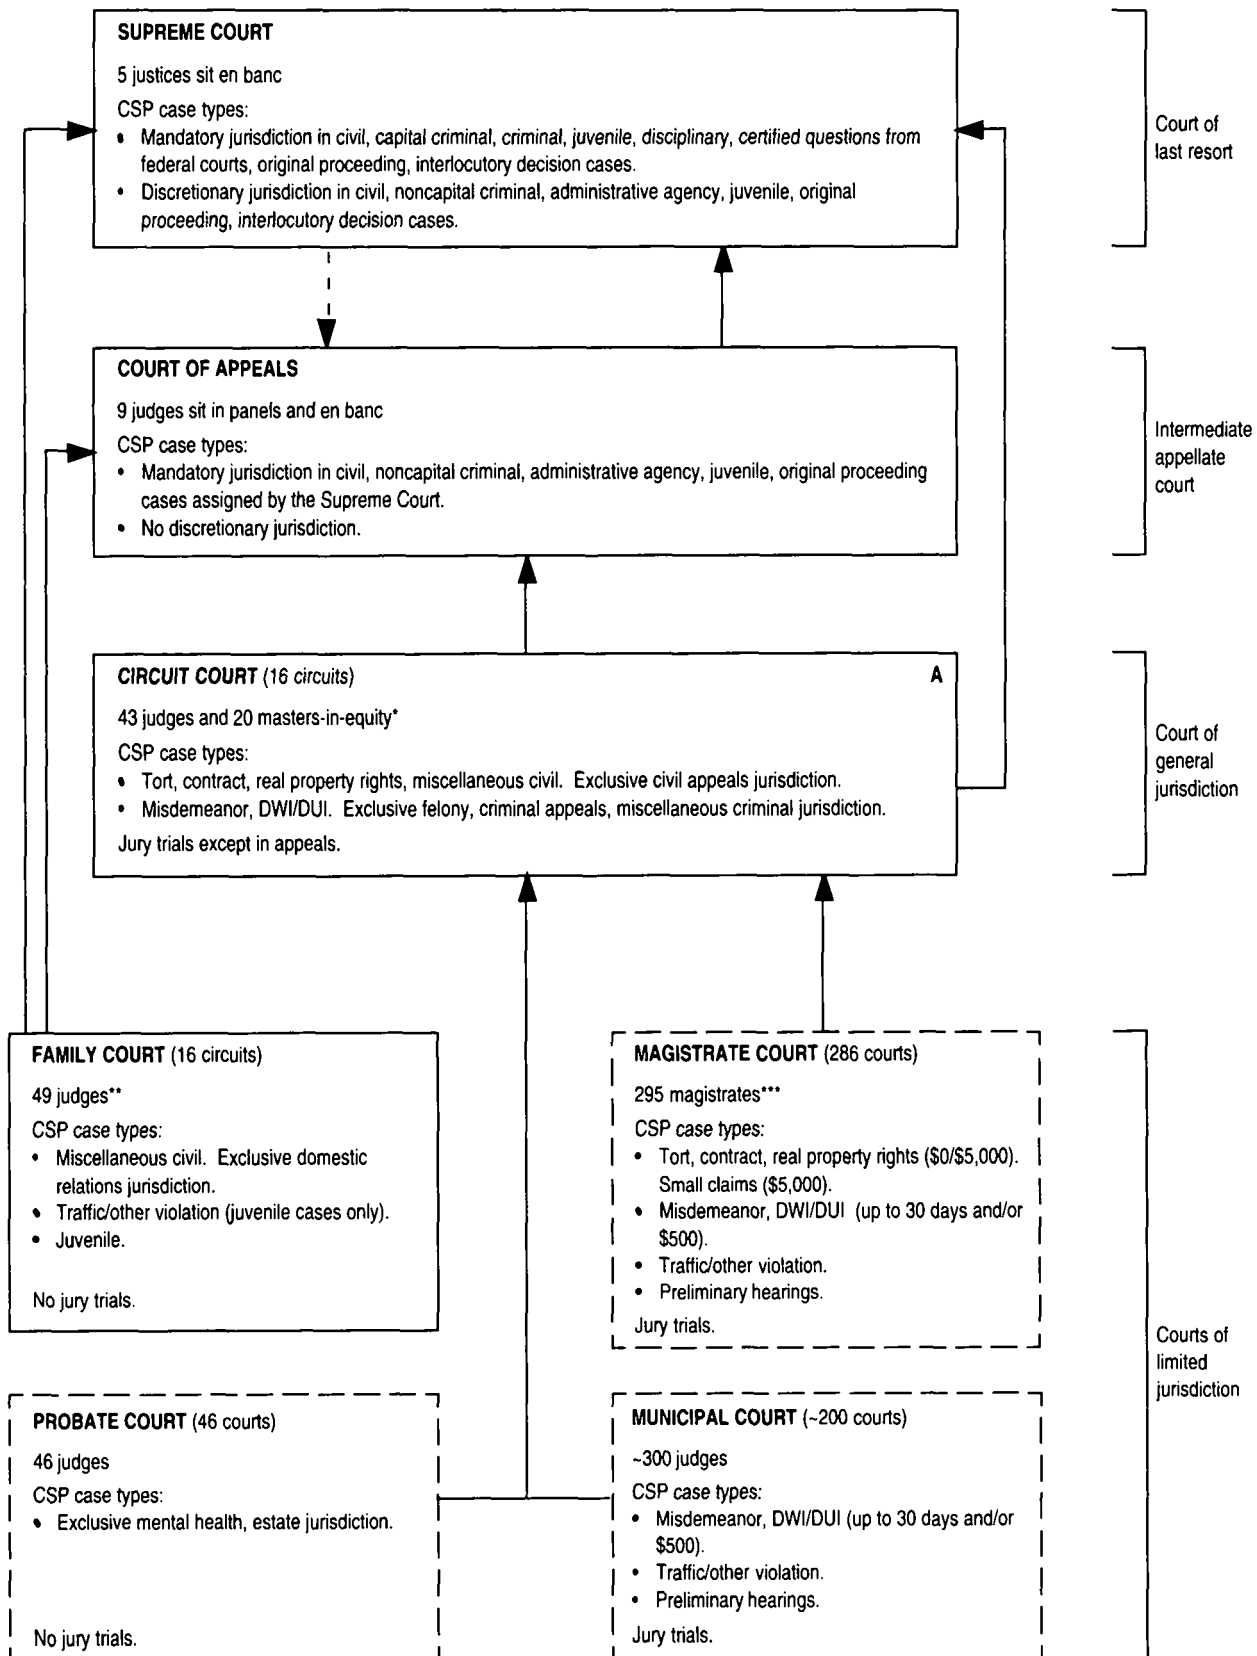 SUPREME COURT
5 justices sit en banc
CSP case types:
• Mandatory jurisdiction in civil, capital criminal, criminal, juvenile, disciplinary, certified questions from
federal courts, original proceeding, interlocutory decision cases.
• Discretionary jurisdiction in civil, noncapital criminal, administrative agency, juvenile, original
proceeding, interlocutory decision cases.
Court of
last resort
COURT OF APPEALS
9 judges sit in panels and en banc
CSP case types:
• Mandatory jurisdiction in civil, noncapital criminal, administrative agency, juvenile, original proceeding
cases assigned by the Supreme Court.
• No discretionary jurisdiction.
Intermediate
appellate
court
CIRCUIT COURT (16 circuits) A
43 judges and 20 masters-in-equity*
CSP case types:
• Tort, contract, real property rights, miscellaneous civil. Exclusive civil appeals jurisdiction.
• Misdemeanor, DWI/DUI. Exclusive felony, criminal appeals, miscellaneous criminal jurisdiction.
Jury trials except in appeals.
Court of
general
jurisdiction
FAMILY COURT (16 circuits)
49 judges**
CSP case types:
• Miscellaneous civil. Exclusive domestic
relations jurisdiction.
• Traffic/other violation (juvenile cases only).
• Juvenile.
No jury trials.
MAGISTRATE COURT (286 courts)
295 magistrates***
CSP case types:
• Tort, contract, real property rights ($0/$5,000).
Small claims ($5,000).
• Misdemeanor, DWI/DUI (up to 30 days and/or
$500).
• Traffic/other violation.
• Preliminary hearings.
Jury trials.
PROBATE COURT (46 courts)
46 judges
CSP case types:
• Exclusive mental health, estate jurisdiction.
No jury trials.
MUNICIPAL COURT (~200 courts)
~300 judges
CSP case types:
• Misdemeanor, DWI/DUI (up to 30 days and/or
$500).
• Traffic/other violation.
• Preliminary hearings.
Jury trials.
Courts of
limited
jurisdiction